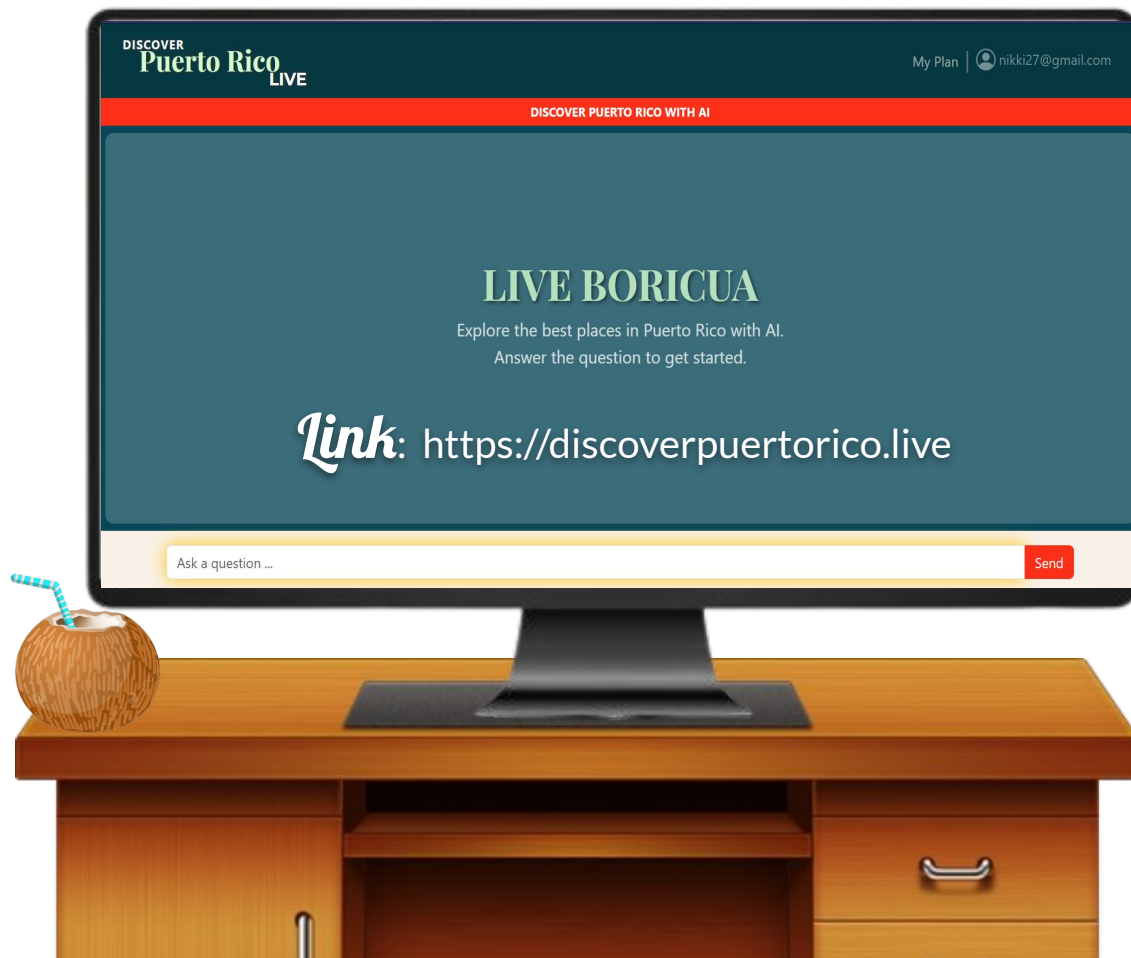 DISCOVER
Puerto Rico
LIVE
My Plan | nikki27@gmail.com
DISCOVER PUERTO RICO WITH AI
LIVE BORICUA
Explore the best places in Puerto Rico with AI.
Answer the question to get started.
Link: https://discoverpuertorico.live
Ask a question ...
Send